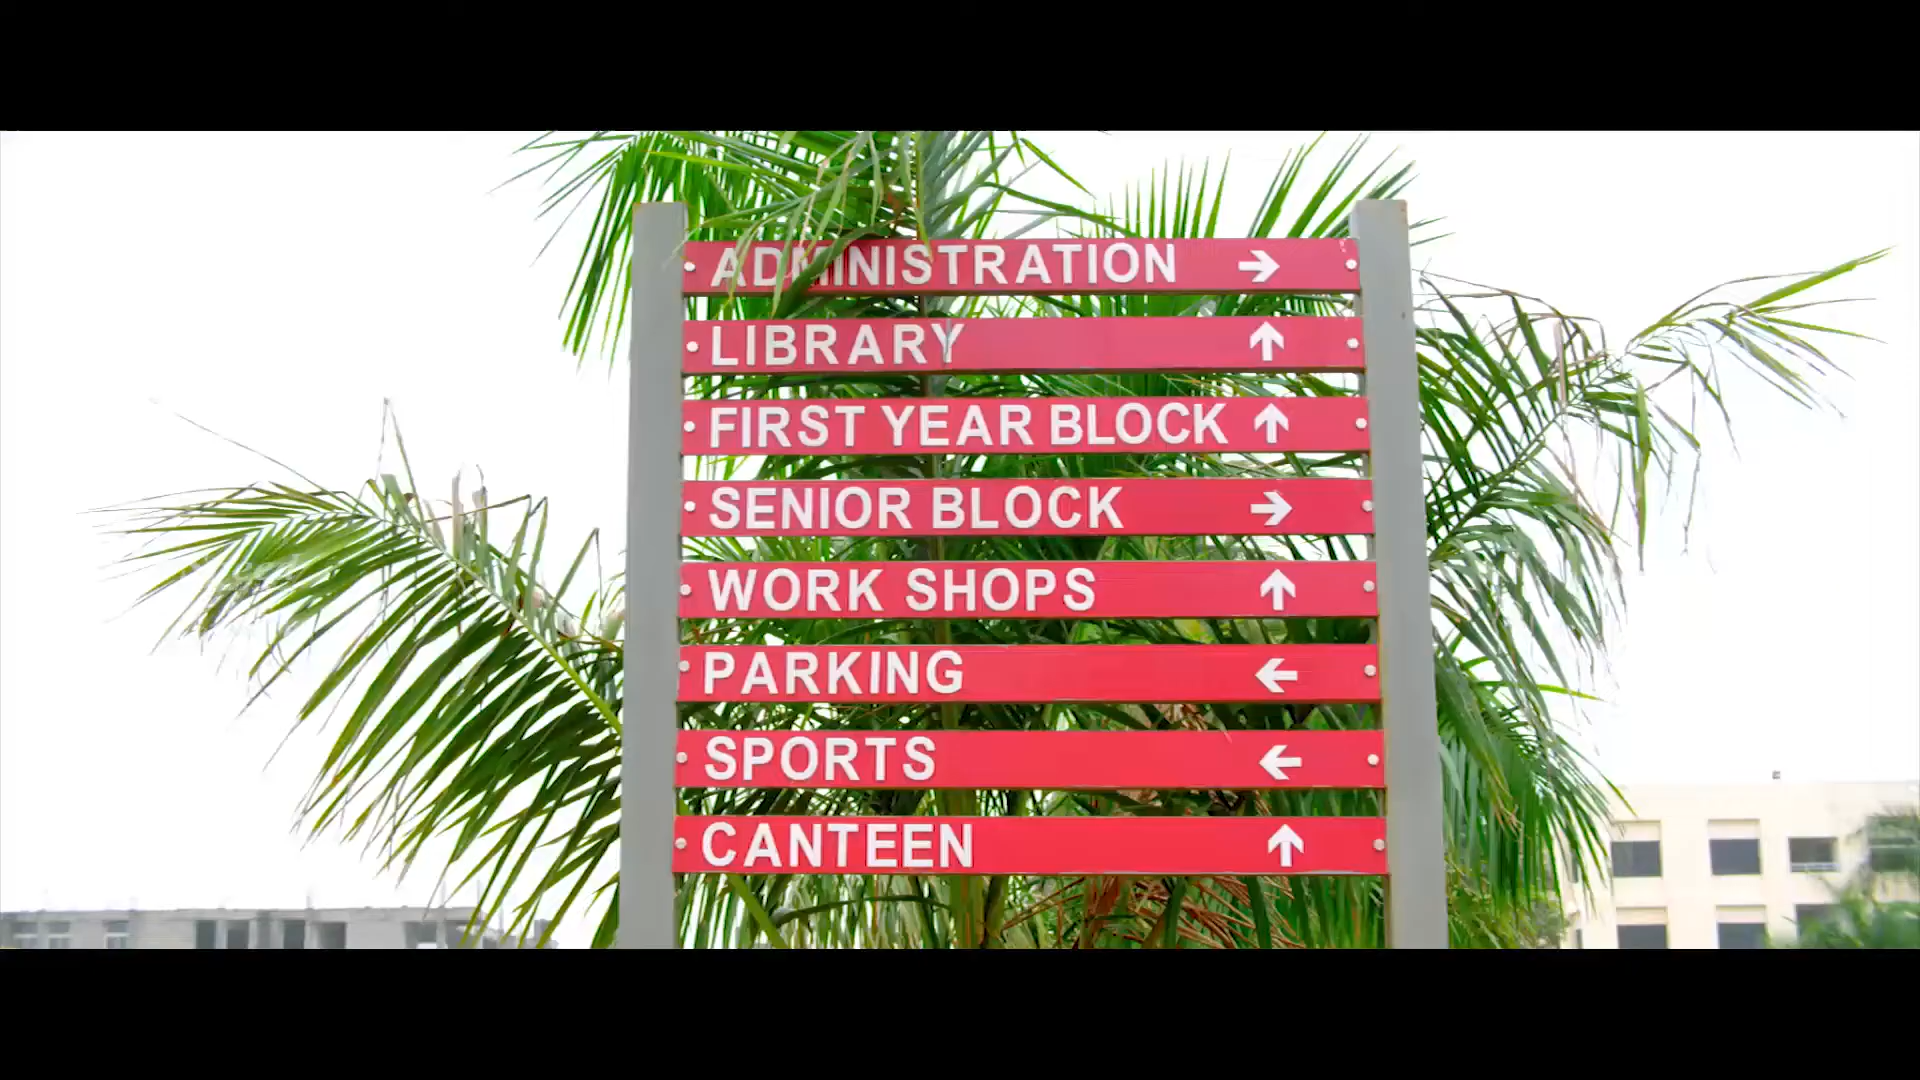 ADMINISTRATION →
LIBRARY ↑
FIRST YEAR BLOCK ↑
SENIOR BLOCK →
WORK SHOPS ↑
PARKING ←
SPORTS ←
CANTEEN ↑